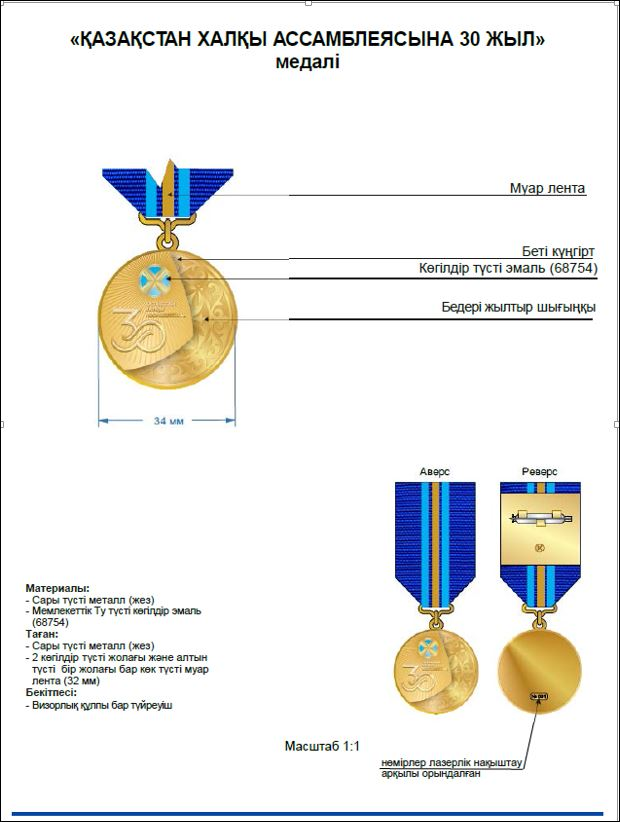 «ҚАЗАҚСТАН ХАЛҚЫ АССАМБЛЕЯСЫНА 30 ЖЫЛ»
медалі
Муар лента
Беті күңгірт
Көгілдір түсті эмаль (68754)
Бедері жылтыр шығыңқы
30
34 мм
Аверс
Реверс
Материалы:
- Сары түсті металл (жез)
- Мемлекеттік Ту түсті көгілдір эмаль
(68754)
Таған:
- Сары түсті металл (жез)
- 2 көгілдір түсті жолағы және алтын
түсті бір жолағы бар көк түсті муар
лента (32 мм)
Бекітпесі:
- Визорлық құлпы бар түйреуіш
30
Масштаб 1:1
нөмірлер лазерлік нақыштау
арқылы орындалған